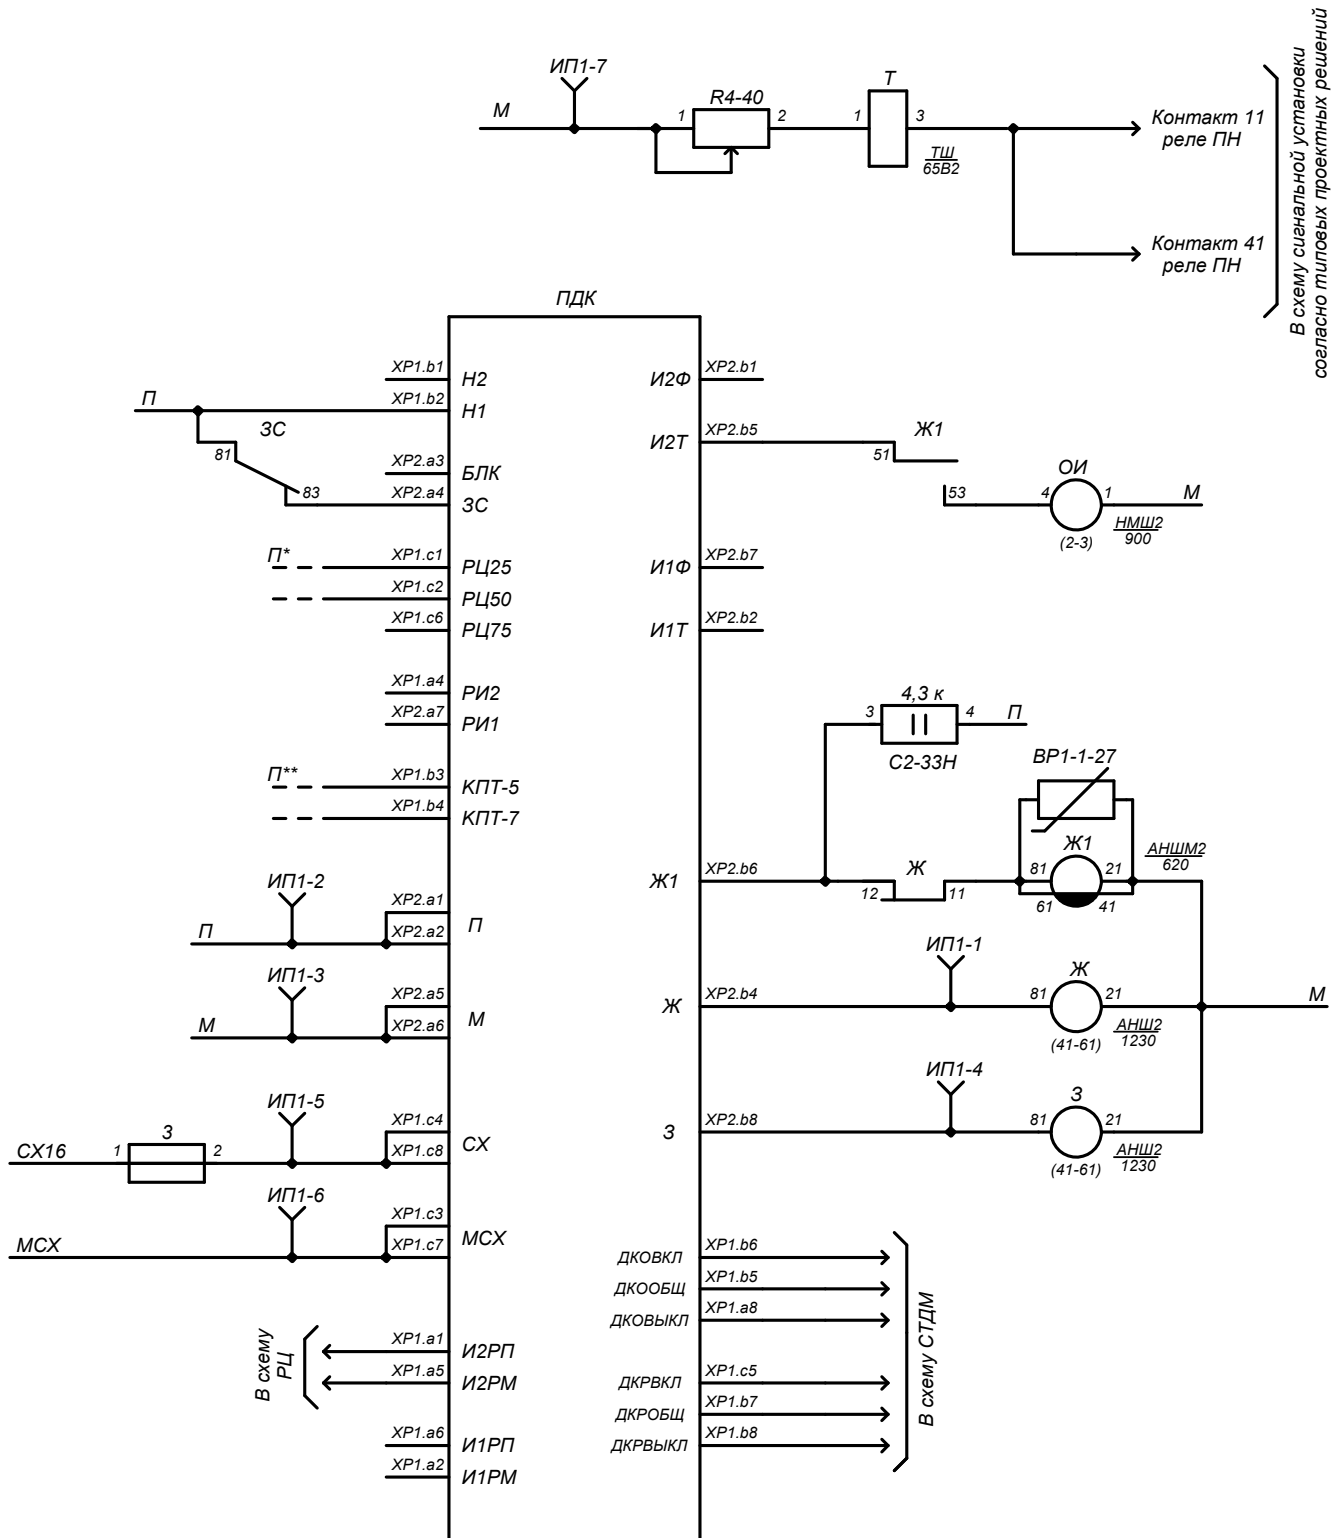 ИП1-7
М
1
R4-40
2
1
Т
3
ТШ
65В2
Контакт 11
реле ПН
Контакт 41
реле ПН
В схему сигнальной установки
согласно типовых проектных решений
ПДК
XP1.b1
Н2
П
XP1.b2
Н1
ЗС
81
83
XP2.a3
БЛК
XP2.a4
ЗС
П*
XP1.c1
РЦ25
XP1.c2
РЦ50
XP1.c6
РЦ75
XP1.a4
РИ2
XP2.a7
РИ1
П**
XP1.b3
КПТ-5
XP1.b4
КПТ-7
ИП1-2
П
XP2.a1
XP2.a2
П
ИП1-3
М
XP2.a5
XP2.a6
М
ИП1-5
СХ16
1
3
2
XP1.c4
XP1.c8
СХ
ИП1-6
МСХ
XP1.c3
XP1.c7
МСХ
В схему
РЦ
XP1.a1
И2РП
XP1.a5
И2РМ
XP1.a6
И1РП
XP1.a2
И1РМ
И2Ф
XP2.b1
И2Т
XP2.b5
51
Ж1
53
ОИ
4
1
М
(2-3)
НМШ2
900
И1Ф
XP2.b7
И1Т
XP2.b2
4,3 к
3
4
П
С2-33Н
ВР1-1-27
Ж1
XP2.b6
Ж
12
11
Ж1
81
21
61
41
АНШМ2
620
ИП1-1
Ж
XP2.b4
Ж
81
21
(41-61)
АНШ2
1230
М
ИП1-4
З
XP2.b8
З
81
21
(41-61)
АНШ2
1230
ДКОВКЛ
XP1.b6
ДКООБЩ
XP1.b5
ДКОВЫКЛ
XP1.a8
ДКРВКЛ
XP1.c5
ДКРОБЩ
XP1.b7
ДКРВЫКЛ
XP1.b8
В схему СТДМ